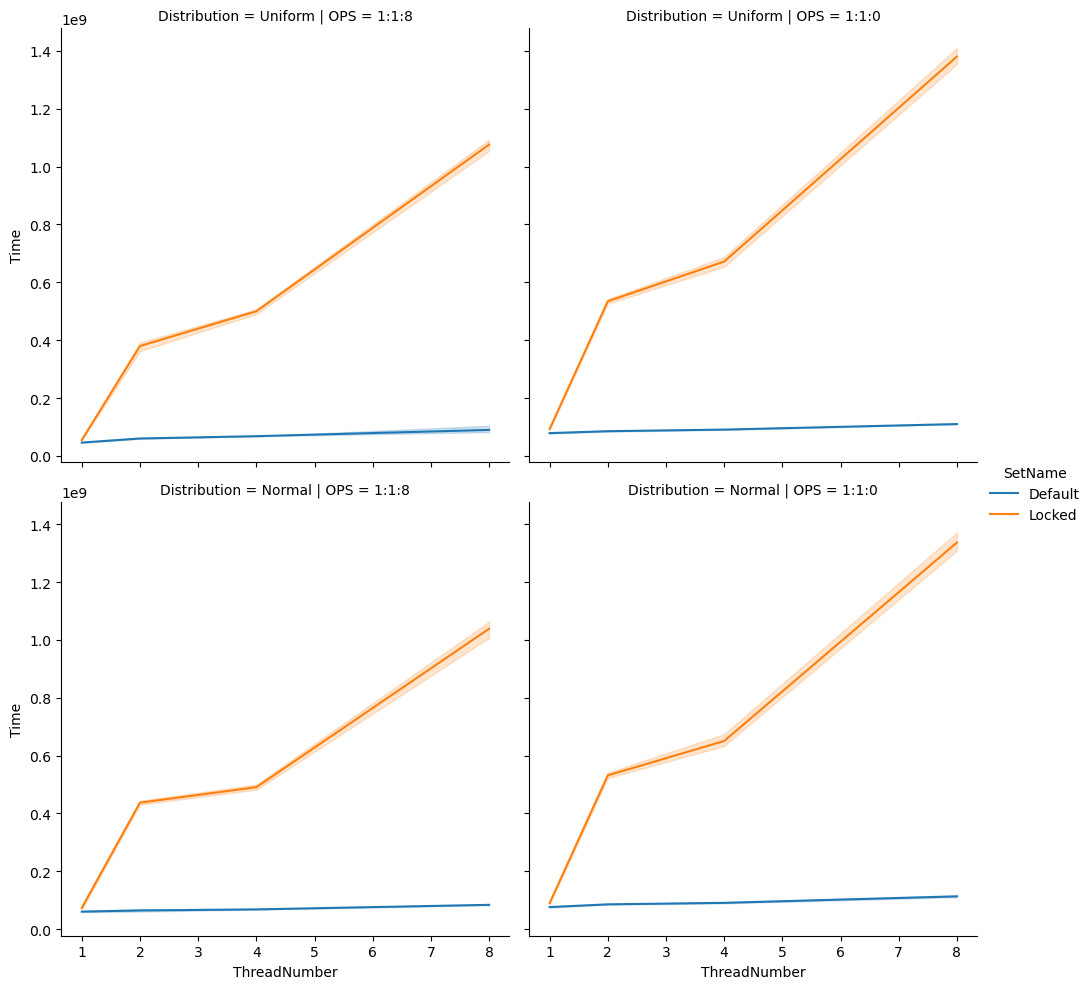 Distribution = Uniform | OPS = 1:1:8
Distribution = Uniform | OPS = 1:1:0
1e9
1.4
1.2
1.0
0.8
0.6
0.4
0.2
0.0
Time
Distribution = Normal | OPS = 1:1:8
Distribution = Normal | OPS = 1:1:0
1e9
1.4
1.2
1.0
0.8
0.6
0.4
0.2
0.0
Time
1 2 3 4 5 6 7 8
ThreadNumber
1 2 3 4 5 6 7 8
ThreadNumber
SetName
Default
Locked